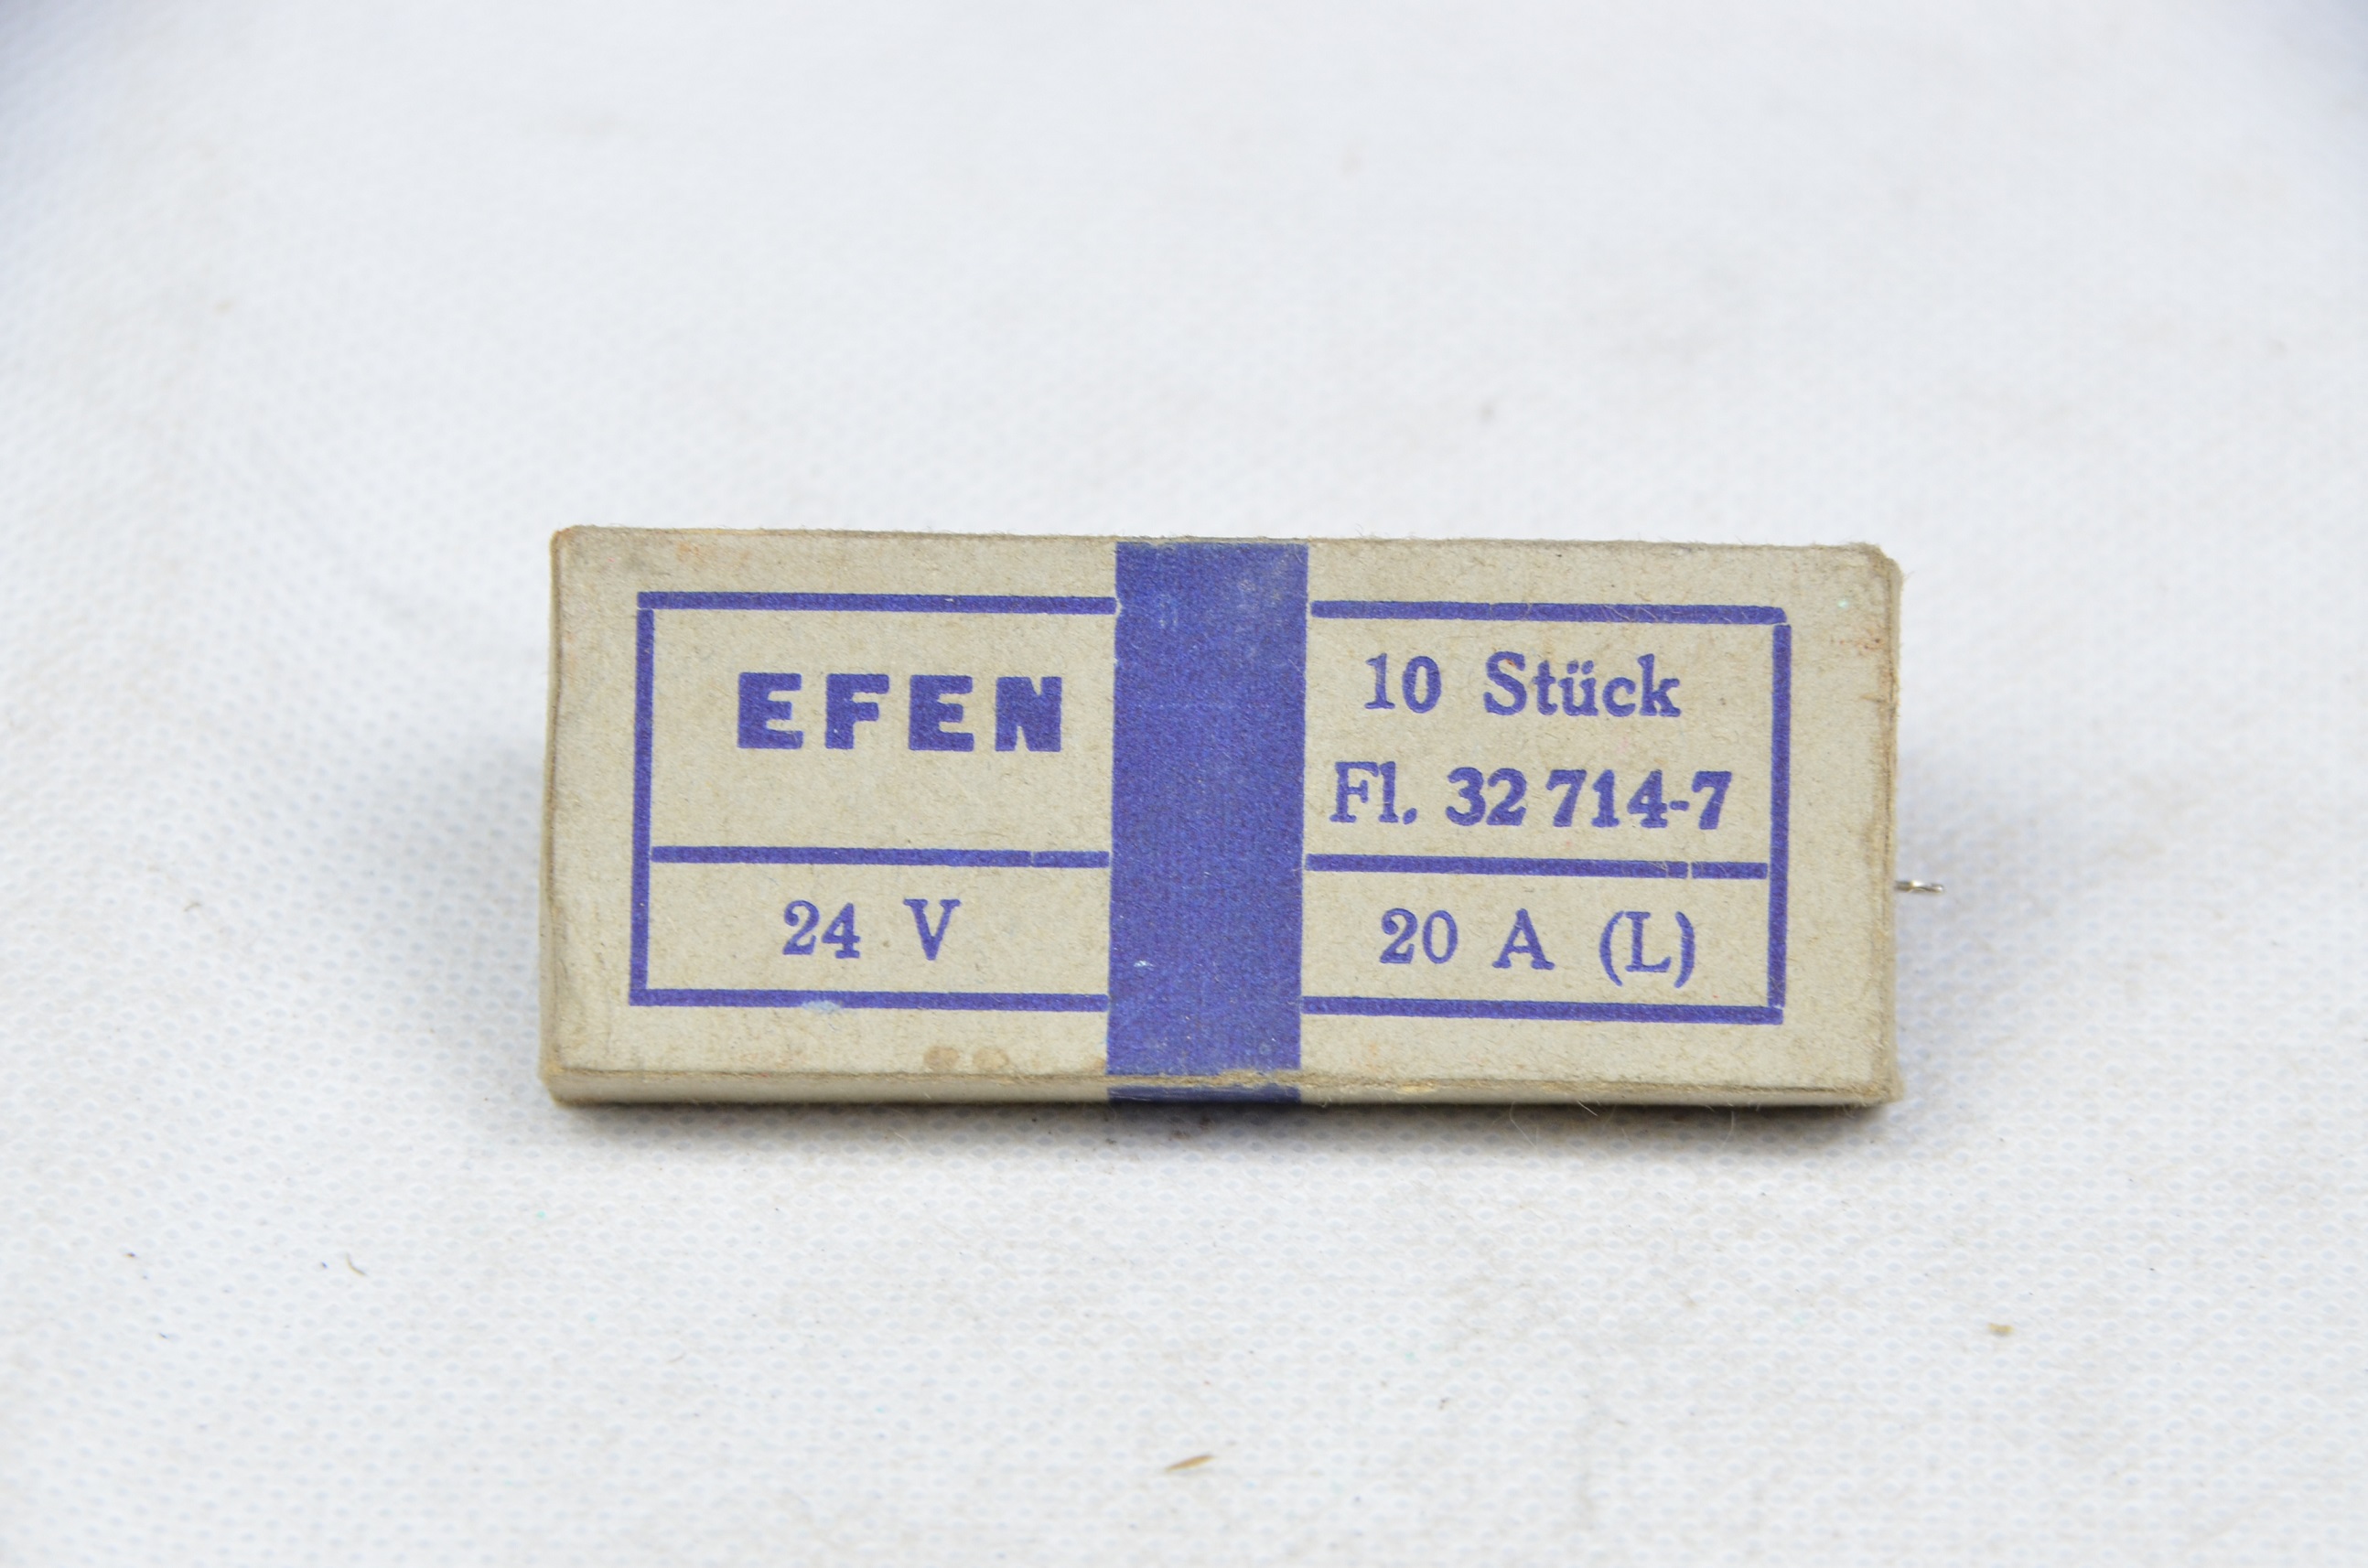 EFEN
10 Stück
Fl. 32 714-7
24 V
20 A (L)